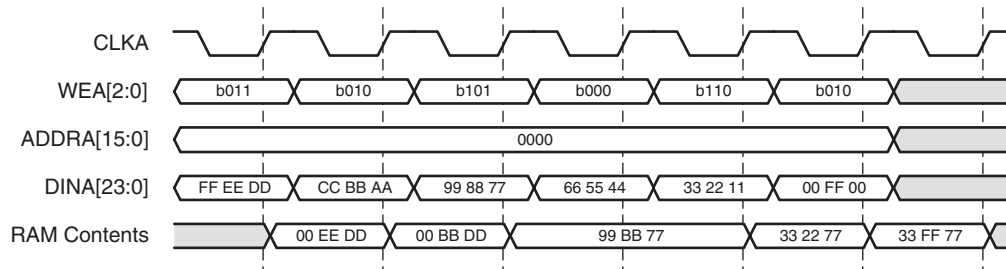 CLKA
WEA[2:0] b011 b010 b101 b000 b110 b010
ADDRA[15:0] 0000
DINA[23:0] FF EE DD CC BB AA 99 88 77 66 55 44 33 22 11 00 FF 00
RAM Contents 00 EE DD 00 BB DD 99 BB 77 33 22 77 33 FF 77